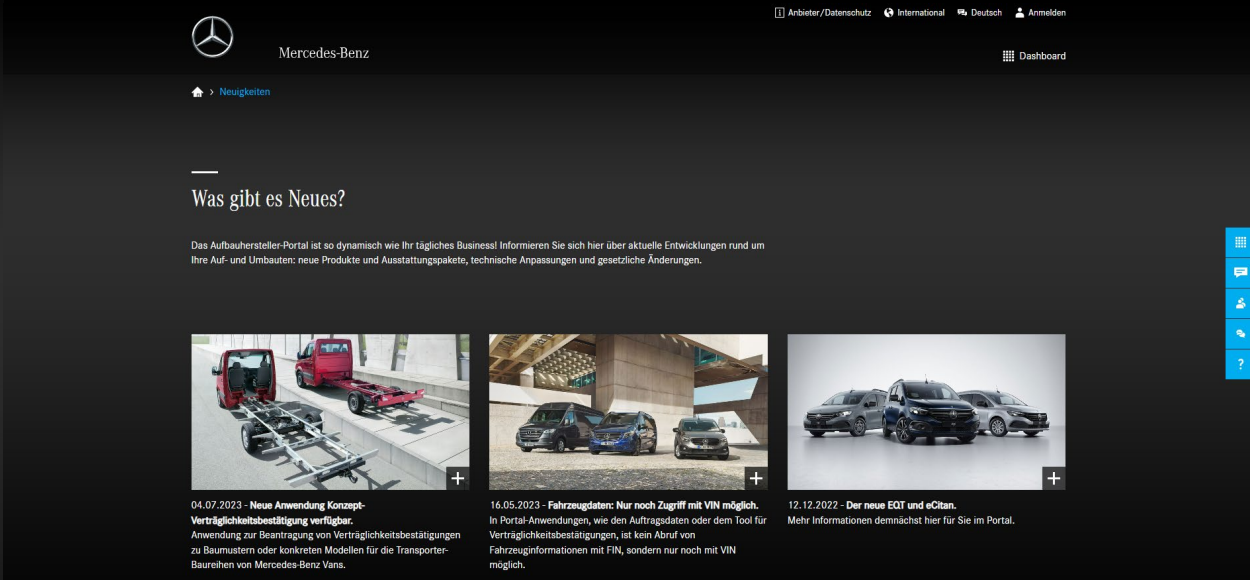 Anbieter/Datenschutz International Deutsch Anmelden
Mercedes-Benz
Dashboard
> Neuigkeiten
Was gibt es Neues?
Das Aufbauhersteller-Portal ist so dynamisch wie Ihr tägliches Business! Informieren Sie sich hier über aktuelle Entwicklungen rund um
Ihre Auf- und Umbauten: neue Produkte und Ausstattungspakete, technische Anpassungen und gesetzliche Änderungen.
04.07.2023 - Neue Anwendung Konzept-
Verträglichkeitsbestätigung verfügbar.
Anwendung zur Beantragung von Verträglichkeitsbestätigungen
zu Baumustern oder konkreten Modellen für die Transporter-
Baureihen von Mercedes-Benz Vans.
16.05.2023 - Fahrzeugdaten: Nur noch Zugriff mit VIN möglich.
In Portal-Anwendungen, wie den Auftragsdaten oder dem Tool für
Verträglichkeitsbestätigungen, ist kein Abruf von
Fahrzeuginformationen mit FIN, sondern nur noch mit VIN
möglich.
12.12.2022 - Der neue EQT und eCitan.
Mehr Informationen demnächst hier für Sie im Portal.
?